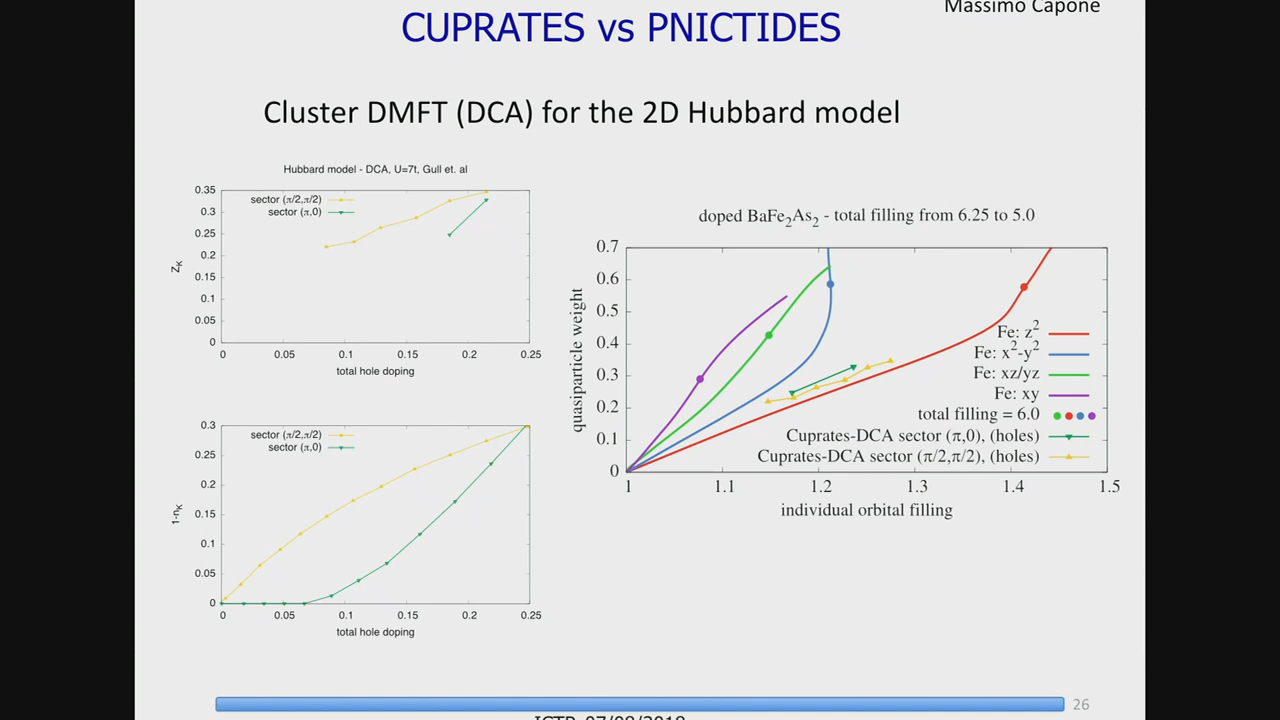 Massimo Capone
CUPRATES vs PNICTIDES
Cluster DMFT (DCA) for the 2D Hubbard model
Hubbard model - DCA, U=7t, Gull et. al
sector (π/2,π/2)
sector (π,0)
0.35
0.3
0.25
0.2
0.15
0.1
0.05
0
Z_K
0 0.05 0.1 0.15 0.2 0.25
total hole doping
sector (π/2,π/2)
sector (π,0)
0.3
0.25
0.2
0.15
0.1
0.05
0
1-n_K
0 0.05 0.1 0.15 0.2 0.25
total hole doping
doped BaFe₂As₂ - total filling from 6.25 to 5.0
0.7
0.6
0.5
0.4
0.3
0.2
0.1
0
quasiparticle weight
Fe: z²
Fe: x²-y²
Fe: xz/yz
Fe: xy
total filling = 6.0
Cuprates-DCA sector (π,0), (holes)
Cuprates-DCA sector (π/2,π/2), (holes)
1 1.1 1.2 1.3 1.4 1.5
individual orbital filling
26
ICTP, 07/08/2018